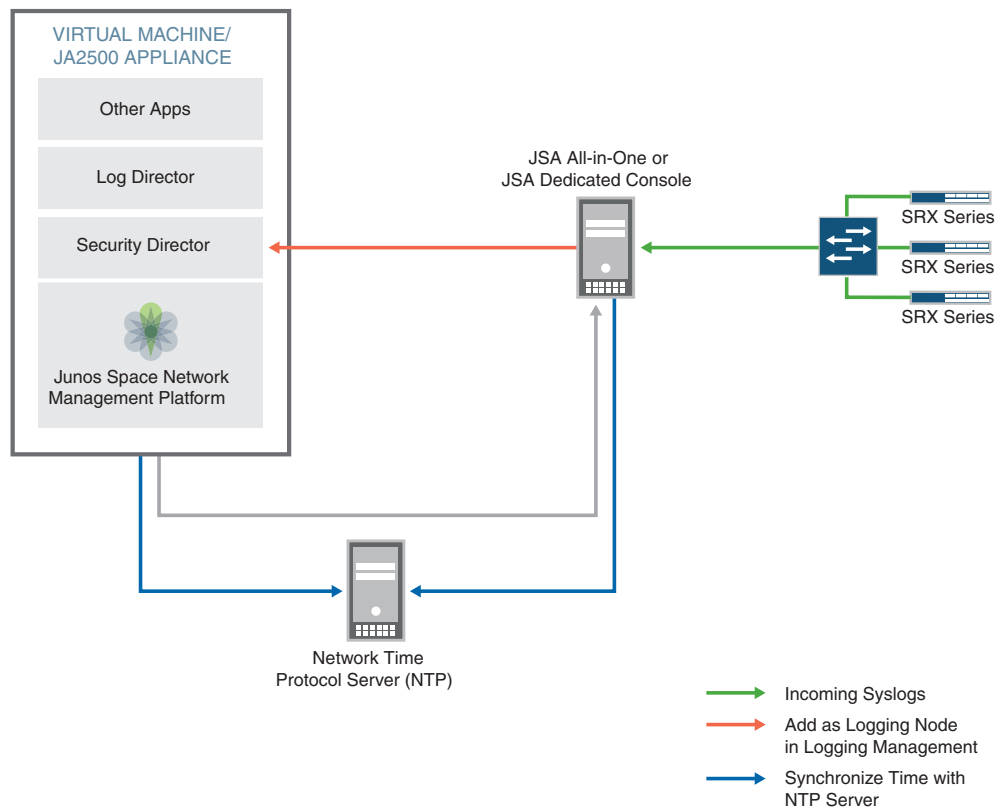 VIRTUAL MACHINE/
JA2500 APPLIANCE
Other Apps
Log Director
Security Director
Junos Space Network
Management Platform
JSA All-in-One or
JSA Dedicated Console
SRX Series
SRX Series
SRX Series
Network Time
Protocol Server (NTP)
Incoming Syslogs
Add as Logging Node
in Logging Management
Synchronize Time with
NTP Server